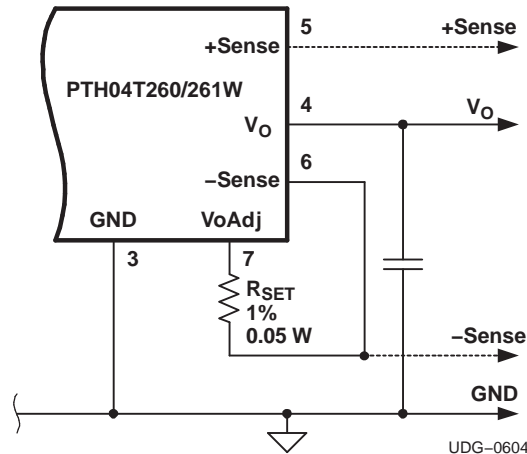 5
+Sense
+Sense
PTH04T260/261W
4
VO
VO
6
−Sense
GND
VoAdj
3
7
RSET
1%
0.05 W
−Sense
GND
UDG−0604